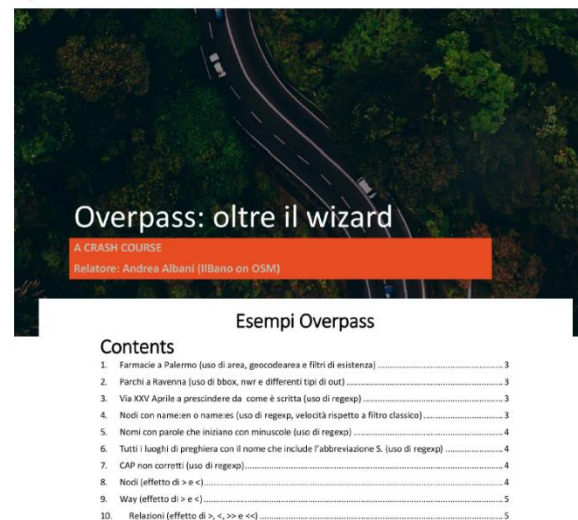 Overpass: oltre il wizard
A CRASH COURSE
Relatore: Andrea Albani (IlBano on OSM)
Esempi Overpass
Contents
1. Farmacie a Palermo (uso di area, geocodearea e filtri di esistenza) 3
2. Parchi a Ravenna (uso di bbox, nwr e differenti tipi di out) 3
3. Via XXV Aprile a prescindere da come è scritta (uso di regexp) 3
4. Nodi con name:en o name:es (uso di regexp, velocità rispetto a filtro classico) 3
5. Nomi con parole che iniziano con minuscole (uso di regexp) 4
6. Tutti i luoghi di preghiera con il nome che include l'abbreviazione S. (uso di regexp) 4
7. CAP non corretti (uso di regexp) 4
8. Nodi (effetto di > e <) 4
9. Way (effetto di > e <) 5
10. Relazioni (effetto di >, <, >> e <<) 5